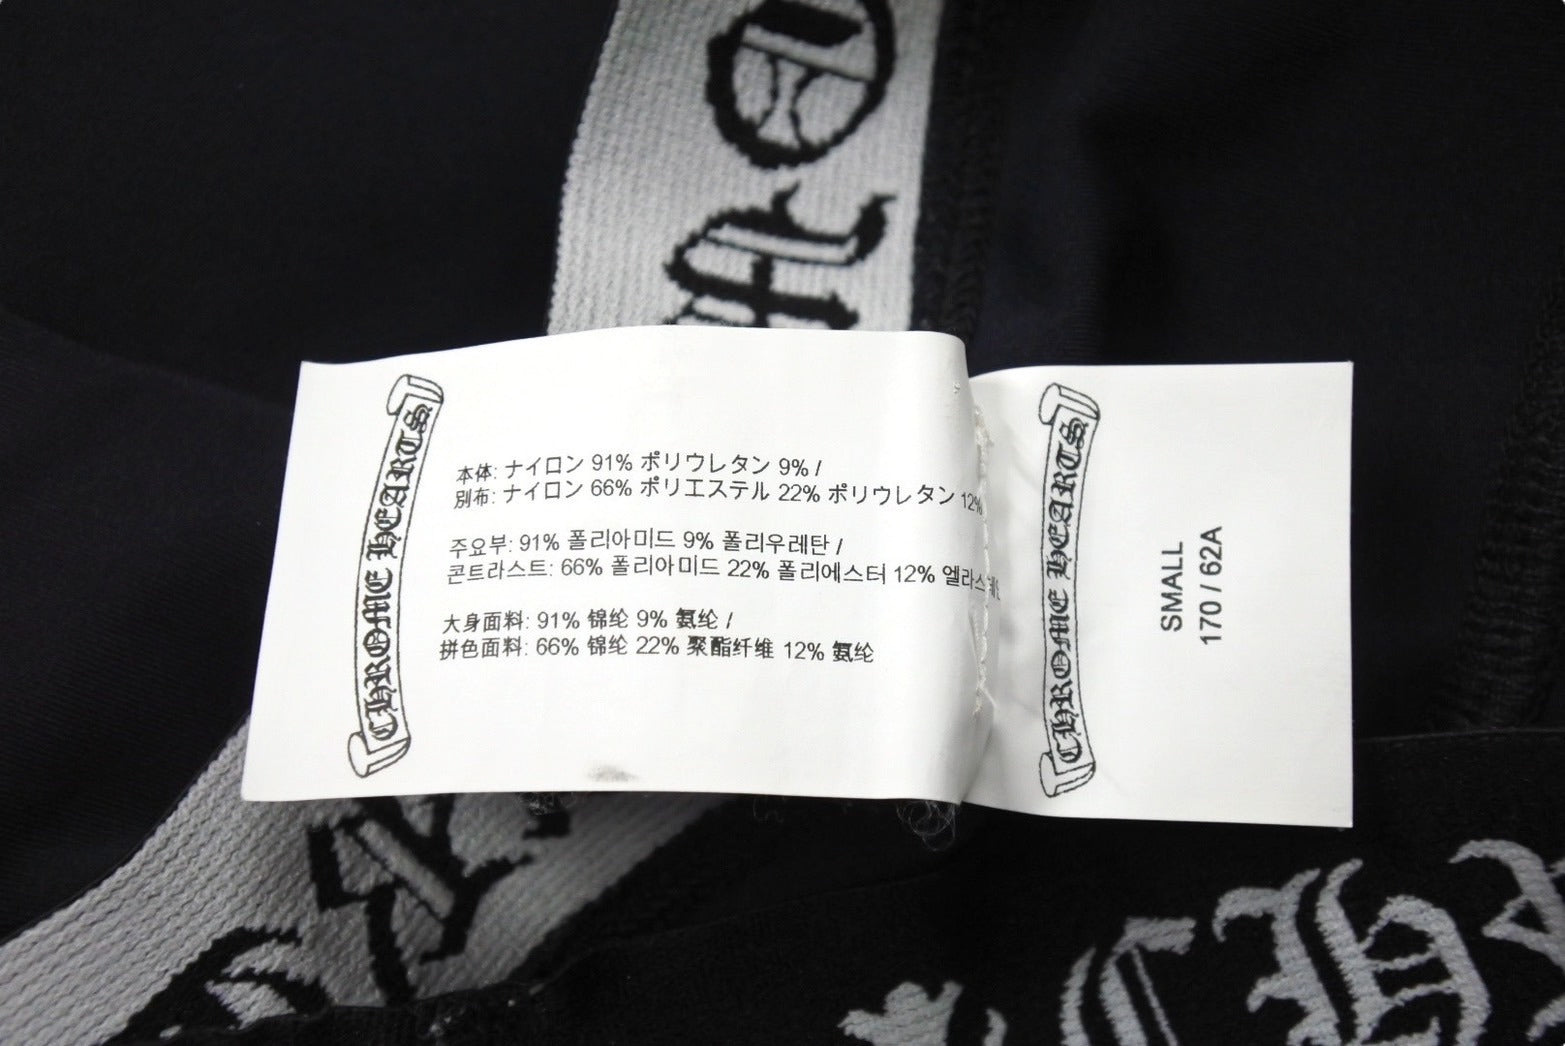 CHROME HEARTS
本体: ナイロン 91% ポリウレタン 9% /
別布: ナイロン 66% ポリエステル 22% ポリウレタン 12%
주요부: 91% 폴리아미드 9% 폴리우레탄 /
콘트라스트: 66% 폴리아미드 22% 폴리에스터 12%
大身面料: 91% 锦纶 9% 氨纶 /
拼色面料: 66% 锦纶 22% 聚酯纤维 12% 氨纶
CHROME HEARTS
SMALL
170 / 62A